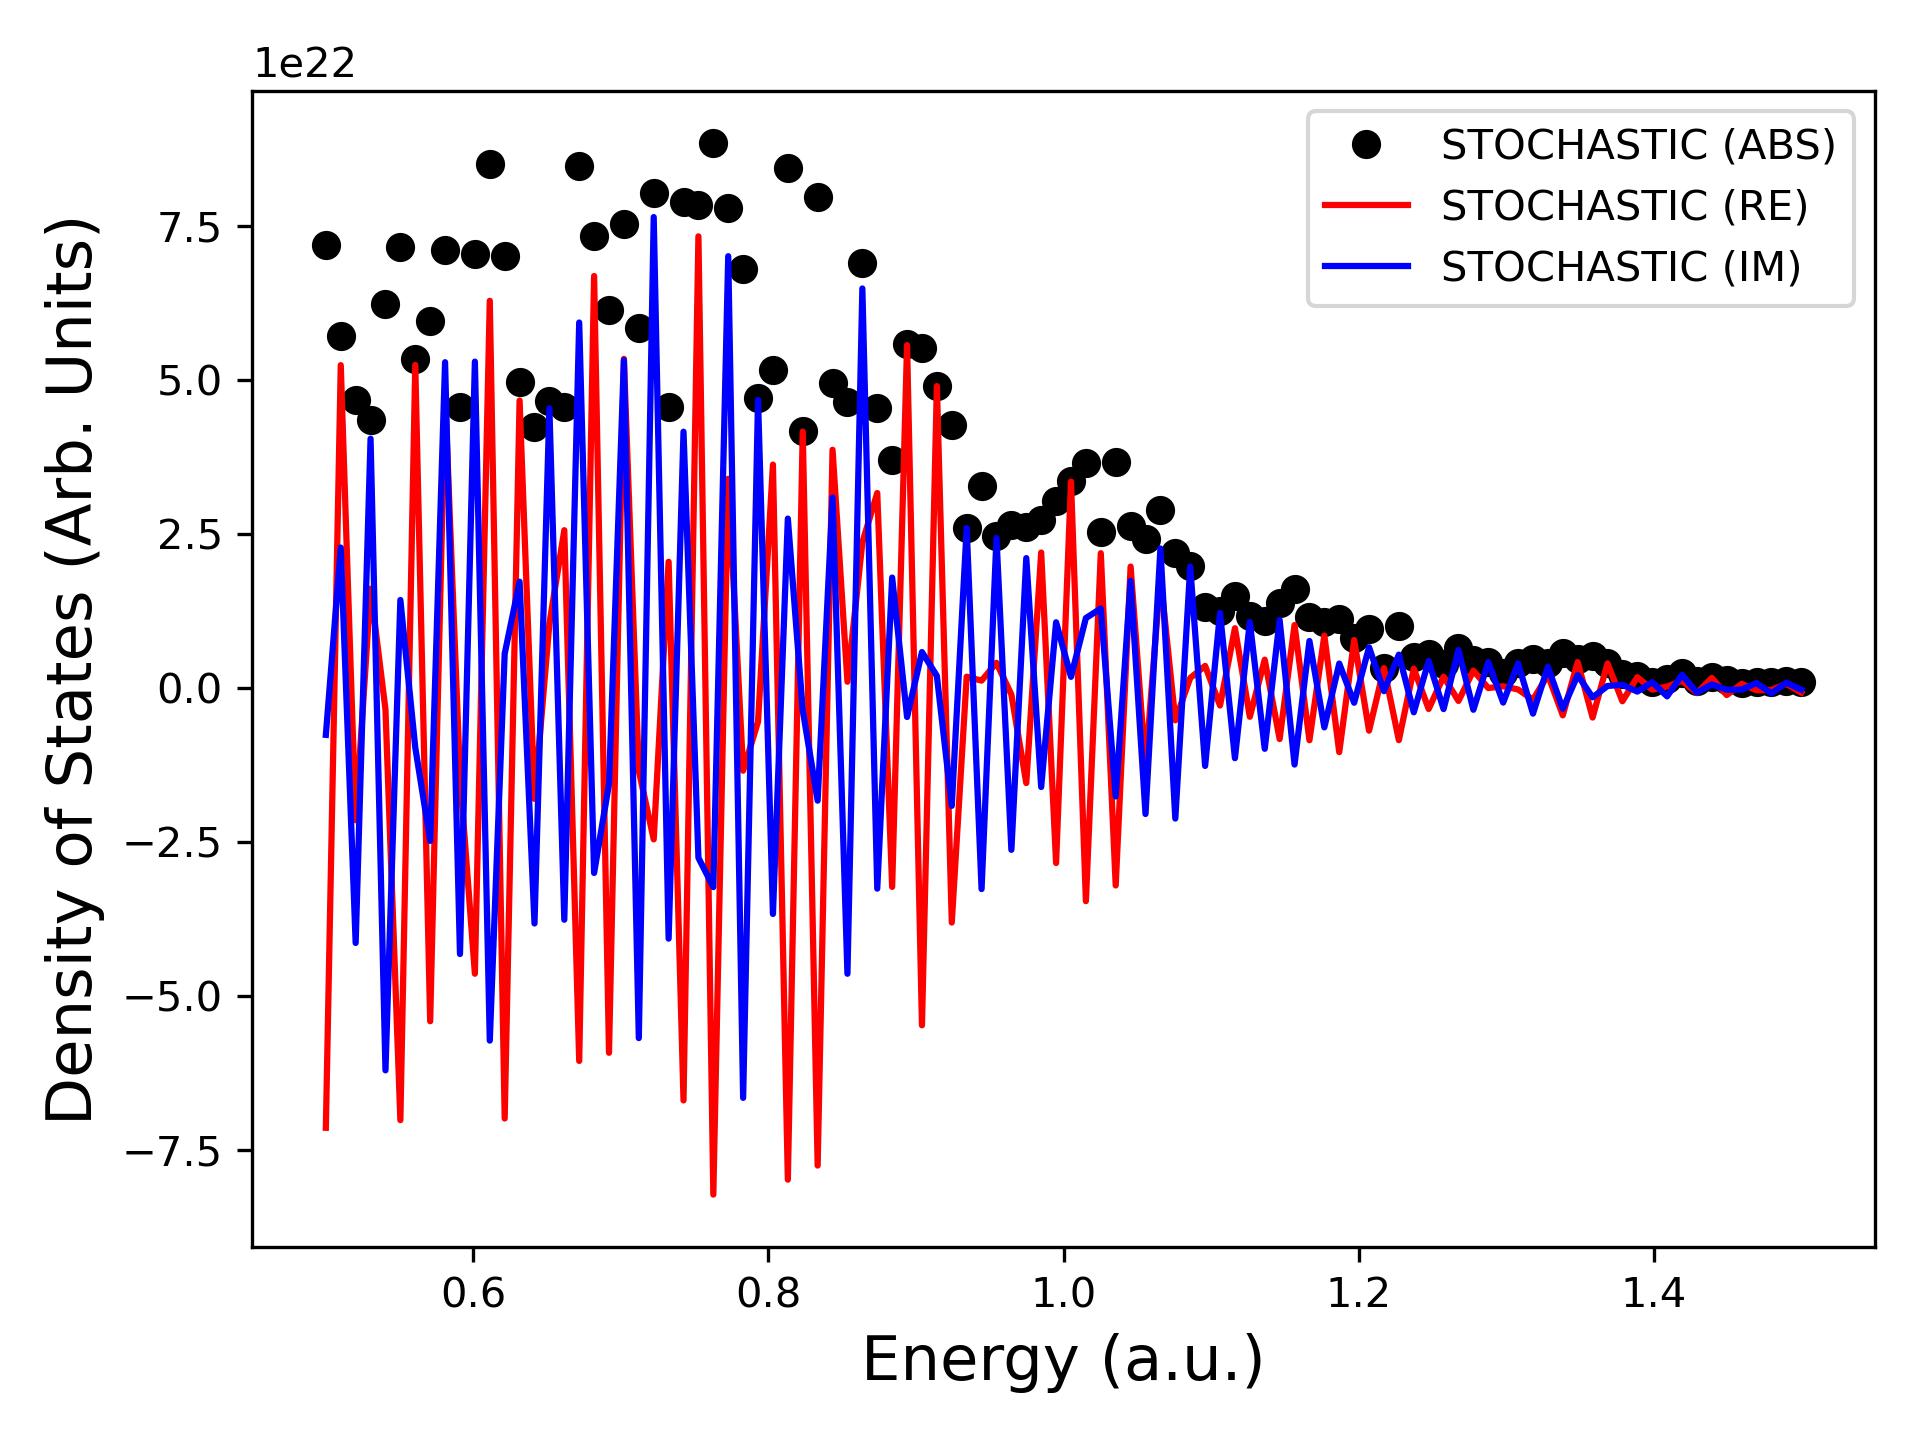 1e22
Density of States (Arb. Units)
7.5
5.0
2.5
0.0
−2.5
−5.0
−7.5
STOCHASTIC (ABS)
STOCHASTIC (RE)
STOCHASTIC (IM)
0.6 0.8 1.0 1.2 1.4
Energy (a.u.)